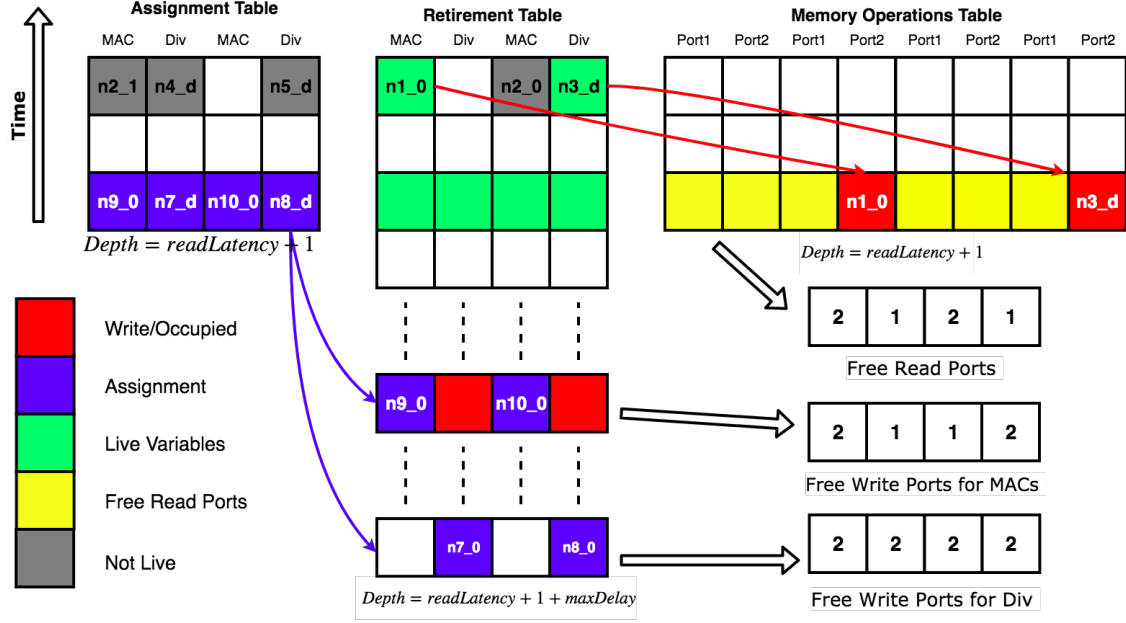 Assignment Table
Retirement Table
Memory Operations Table
MAC Div MAC Div
MAC Div MAC Div
Port1 Port2 Port1 Port2 Port1 Port2 Port1 Port2
Time
n2_1 n4_d n5_d
n1_0 n2_0 n3_d
n9_0 n7_d n10_0 n8_d
n1_0 n3_d
Depth = readLatency + 1
Depth = readLatency + 1
2 1 2 1
Free Read Ports
Write/Occupied
Assignment
Live Variables
Free Read Ports
Not Live
n9_0 n10_0
2 1 1 2
Free Write Ports for MACs
n7_0 n8_0
2 2 2 2
Free Write Ports for Div
Depth = readLatency + 1 + maxDelay